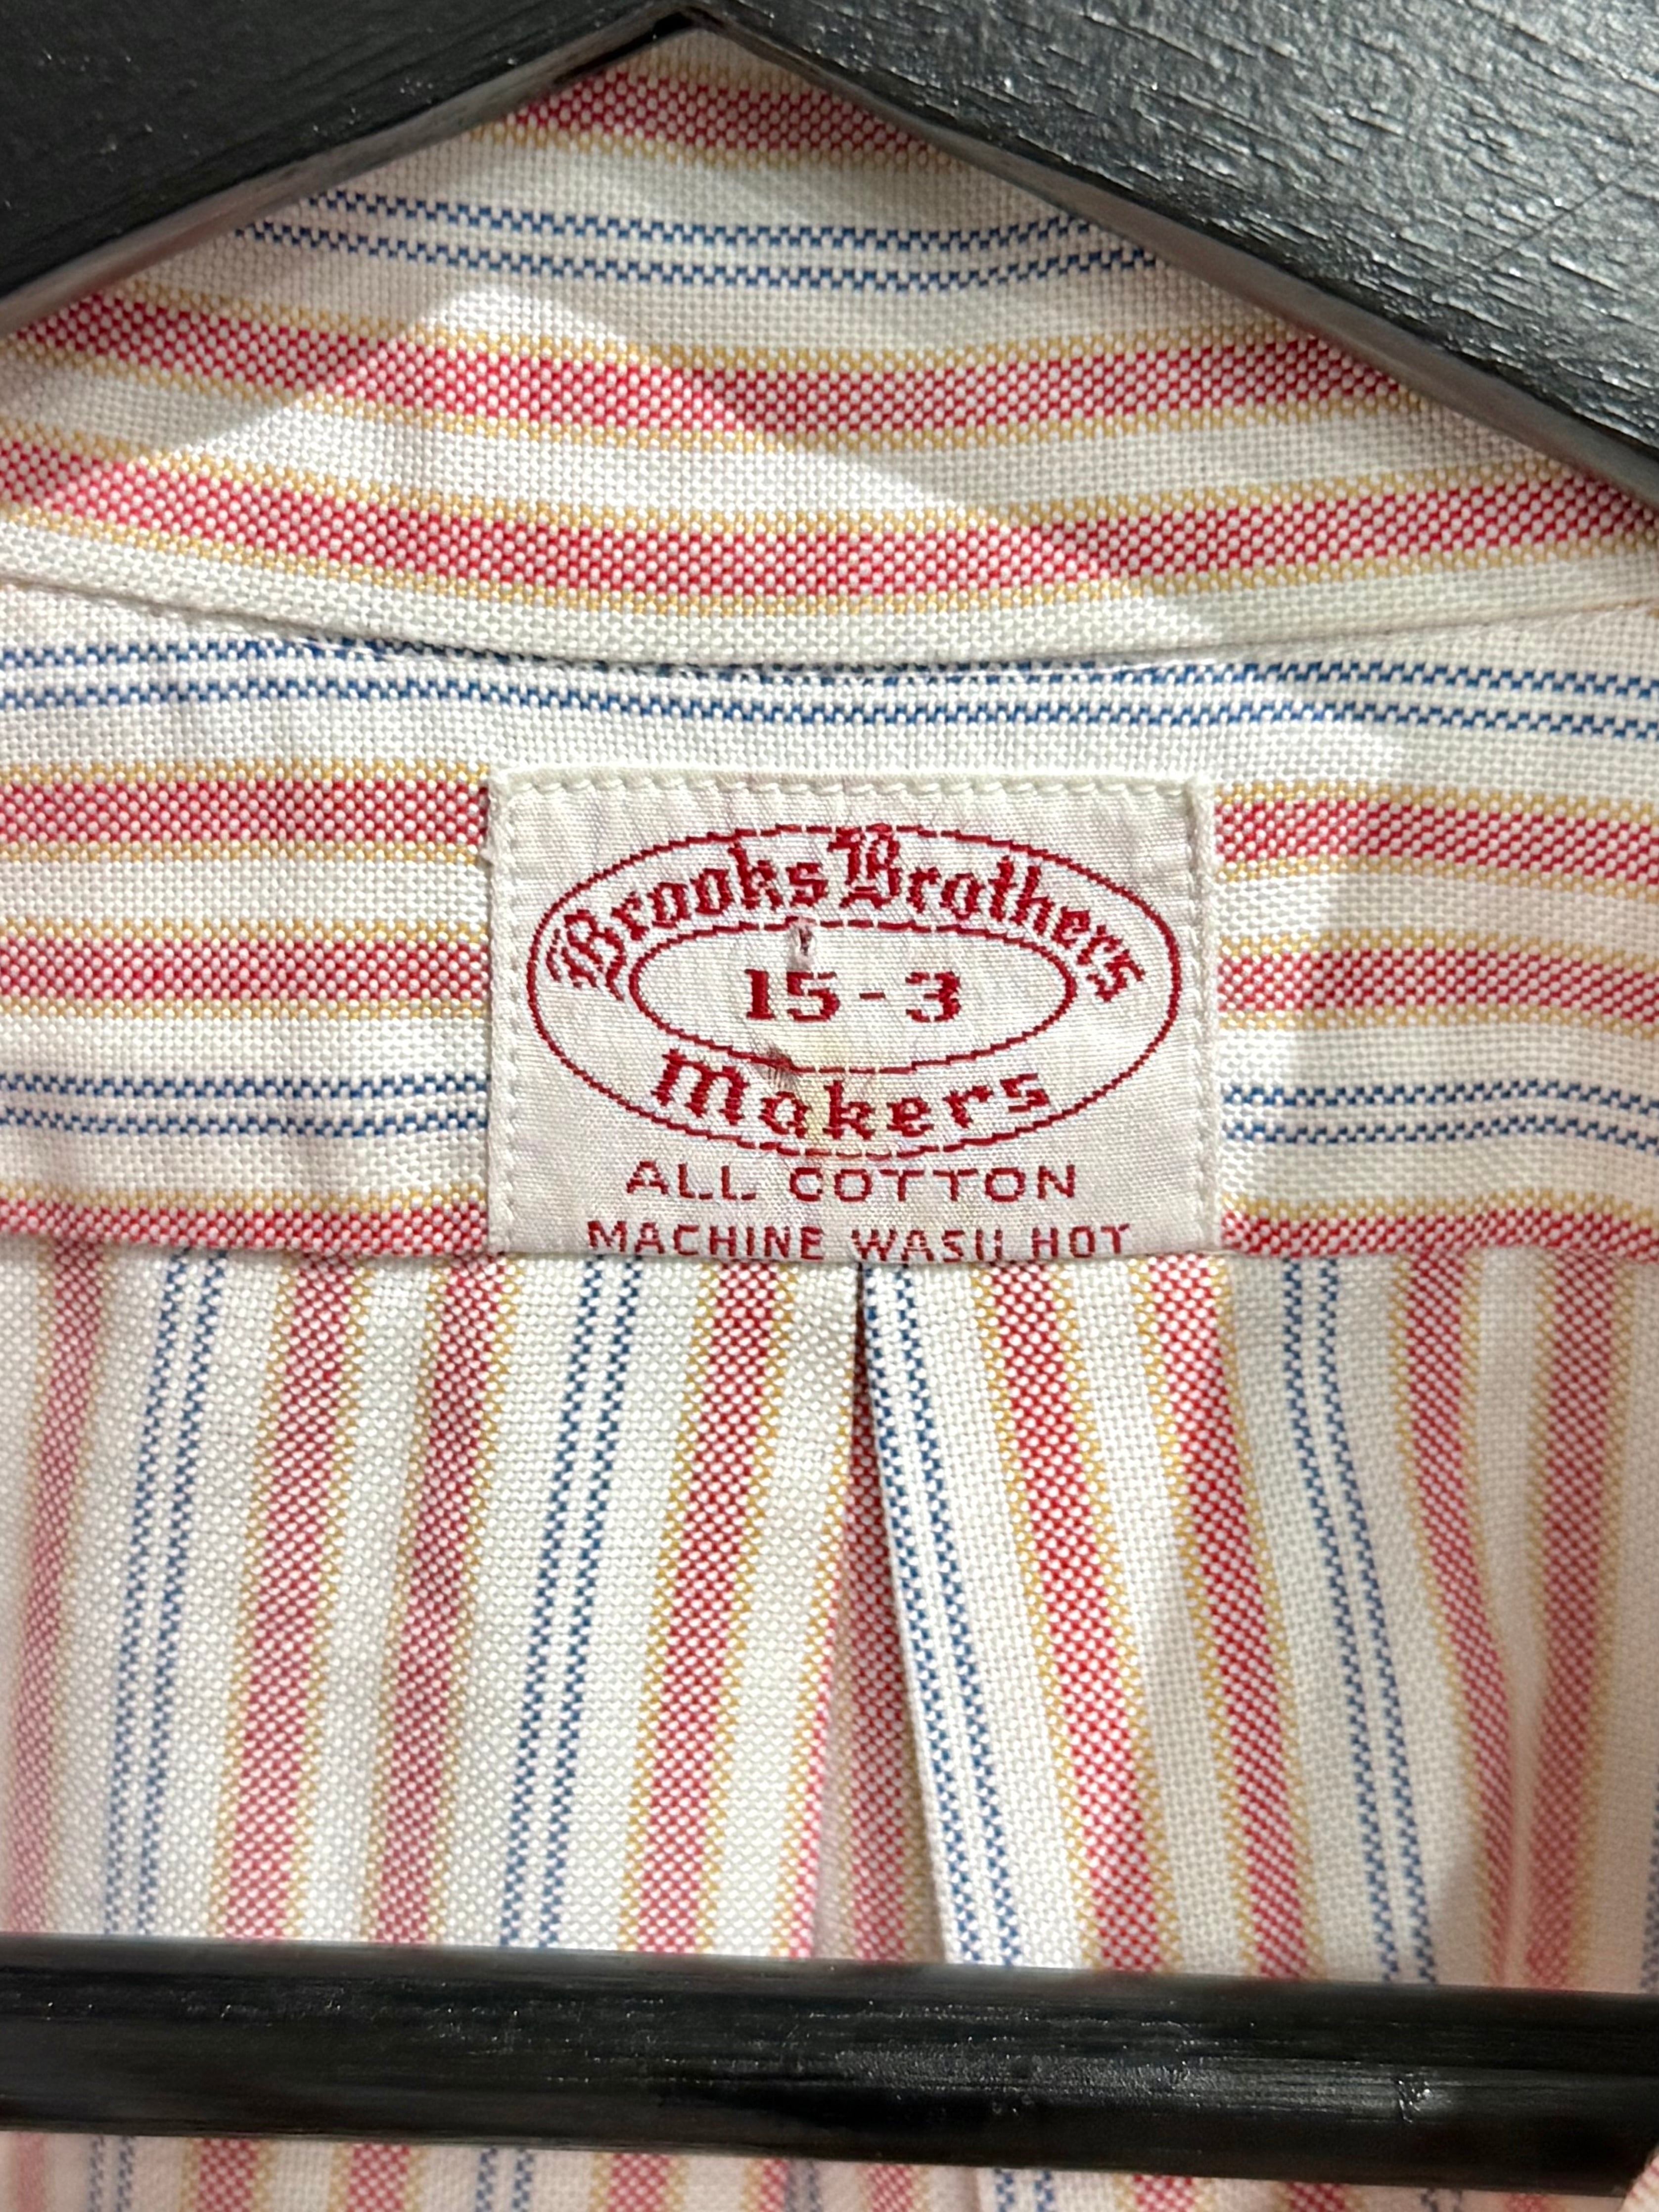 Brooks Brothers
15-3
Makers
ALL COTTON
MACHINE WASH HOT